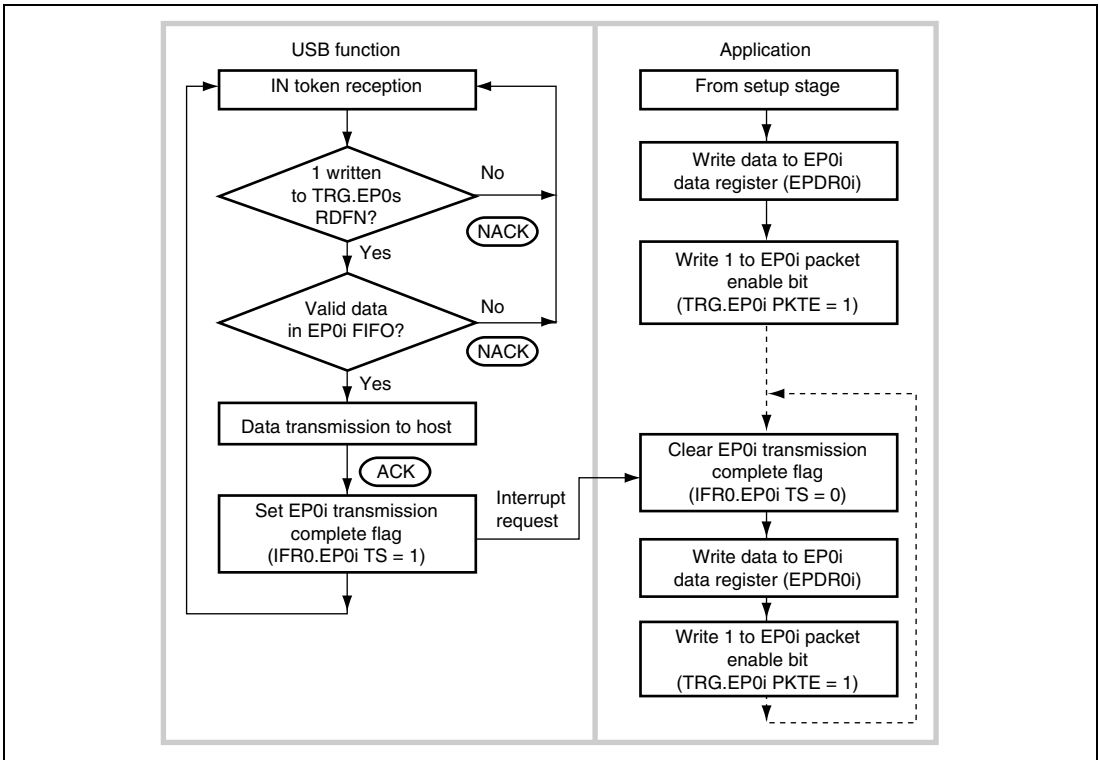 USB function
IN token reception
1 written
to TRG.EP0s
RDFN?
No
NACK
Yes
Valid data
in EP0i FIFO?
No
NACK
Yes
Data transmission to host
ACK
Set EP0i transmission
complete flag
(IFR0.EP0i TS = 1)
Interrupt
request
Application
From setup stage
Write data to EP0i
data register (EPDR0i)
Write 1 to EP0i packet
enable bit
(TRG.EP0i PKTE = 1)
Clear EP0i transmission
complete flag
(IFR0.EP0i TS = 0)
Write data to EP0i
data register (EPDR0i)
Write 1 to EP0i packet
enable bit
(TRG.EP0i PKTE = 1)